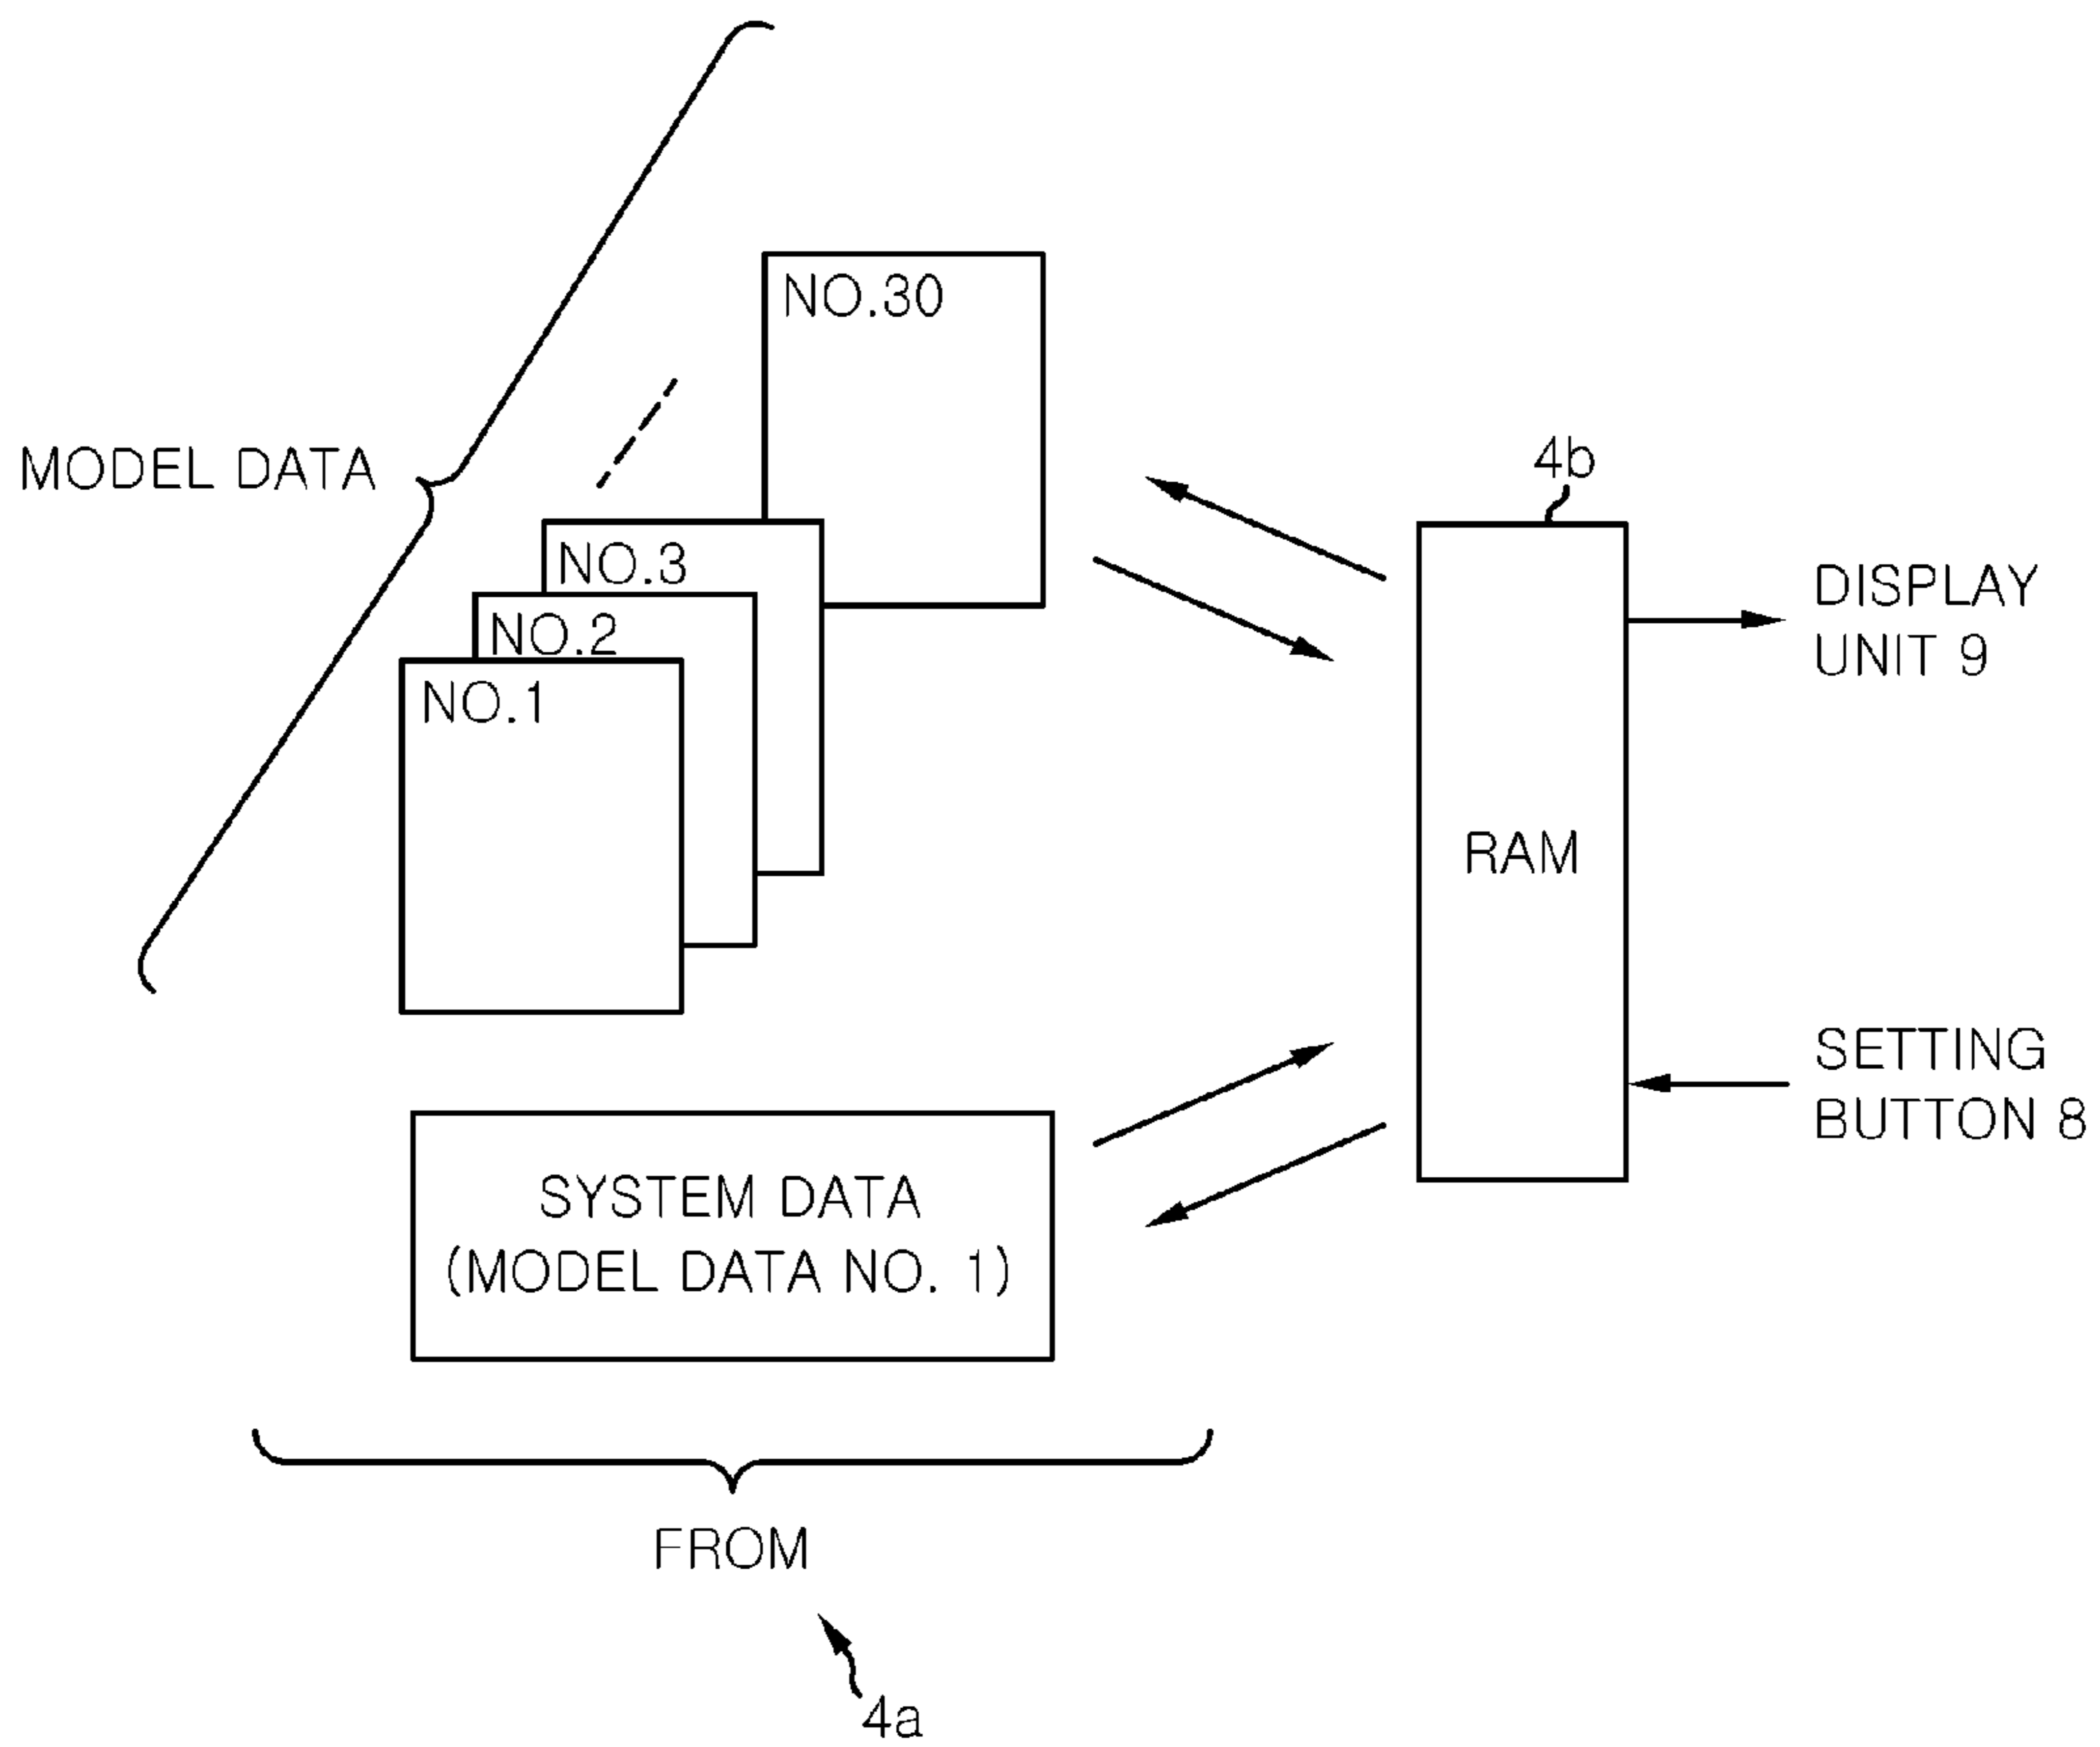 NO.30
MODEL DATA
4b
NO.3
DISPLAY
UNIT 9
NO.2
NO.1
RAM
SETTING
BUTTON 8
SYSTEM DATA
(MODEL DATA NO. 1)
FROM
4a